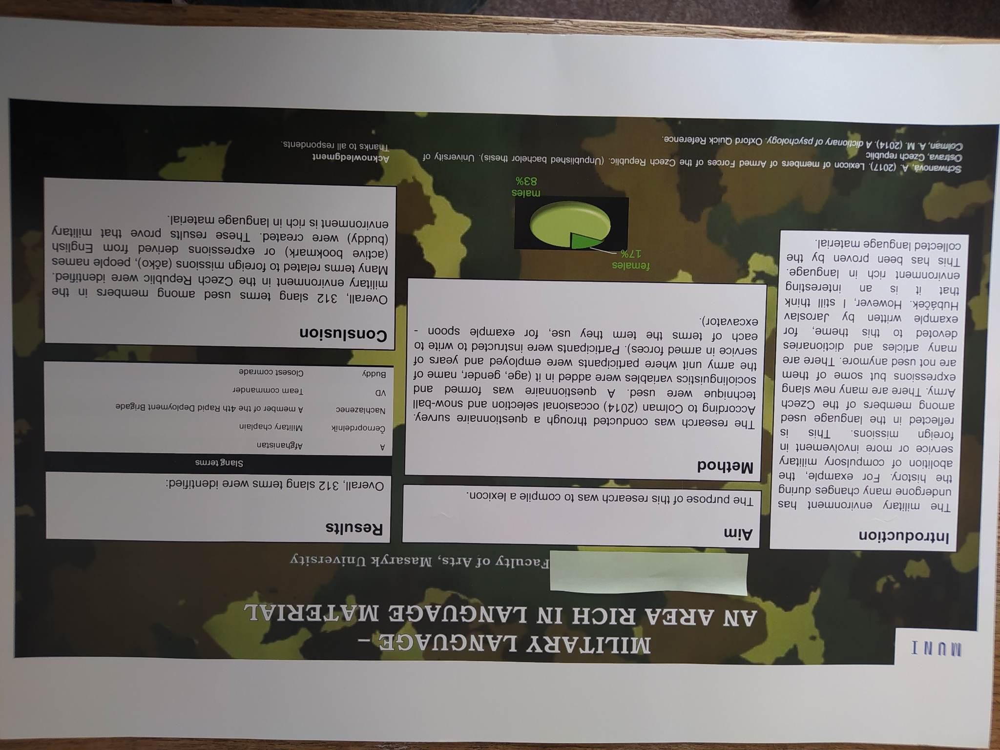 MUNI
MILITARY LANGUAGE –
AN AREA RICH IN LANGUAGE MATERIAL
Faculty of Arts, Masaryk University
Introduction
The military environment has
undergone many changes during
the history. For example, the
abolition of compulsory military
service or more involvement in
foreign missions. This is
reflected in the language used
among members of the Czech
Army. There are many new slang
expressions but some of them
are not used anymore. There are
many articles and dictionaries
devoted to this theme, for
example written by Jaroslav
Hubáček. However, I still think
that it is an interesting
environment rich in language.
This has been proven by the
collected language material.
Aim
The purpose of this research was to compile a lexicon.
Method
The research was conducted through a questionnaire survey.
According to Colman (2014) occasional selection and snow-ball
technique were used. A questionnaire was formed and
sociolinguistics variables were added in it (age, gender, name of
the army unit where participants were employed and years of
service in armed forces). Participants were instructed to write to
each of terms the term they use, for example spoon -
excavator).
females
17%
males
83%
Results
Overall, 312 slang terms were identified:
Slang terms
A Afghanistan
Černoprdelník Military chaplain
Nachlazenec A member of the 4th Rapid Deployment Brigade
VD Team commander
Buddy Closest comrade
Conslusion
Overall, 312 slang terms used among members in the
military environment in the Czech Republic were identified.
Many terms related to foreign missions (ačko), people names
(active bookmark) or expressions derived from English
(buddy) were created. These results prove that military
environment is rich in language material.
Schwanová, A. (2017). Lexicon of members of Armed Forces of the Czech Republic. (Unpublished bachelor thesis). University of
Ostrava, Czech republic
Colman, A. M. (2014). A dictionary of psychology. Oxford Quick Reference.
Acknowledgment
Thanks to all respondents.